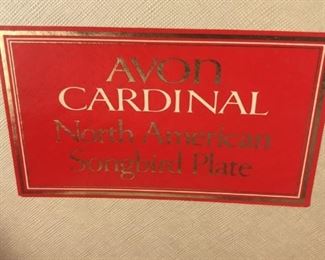 AVON
CARDINAL
North American
Songbird Plate